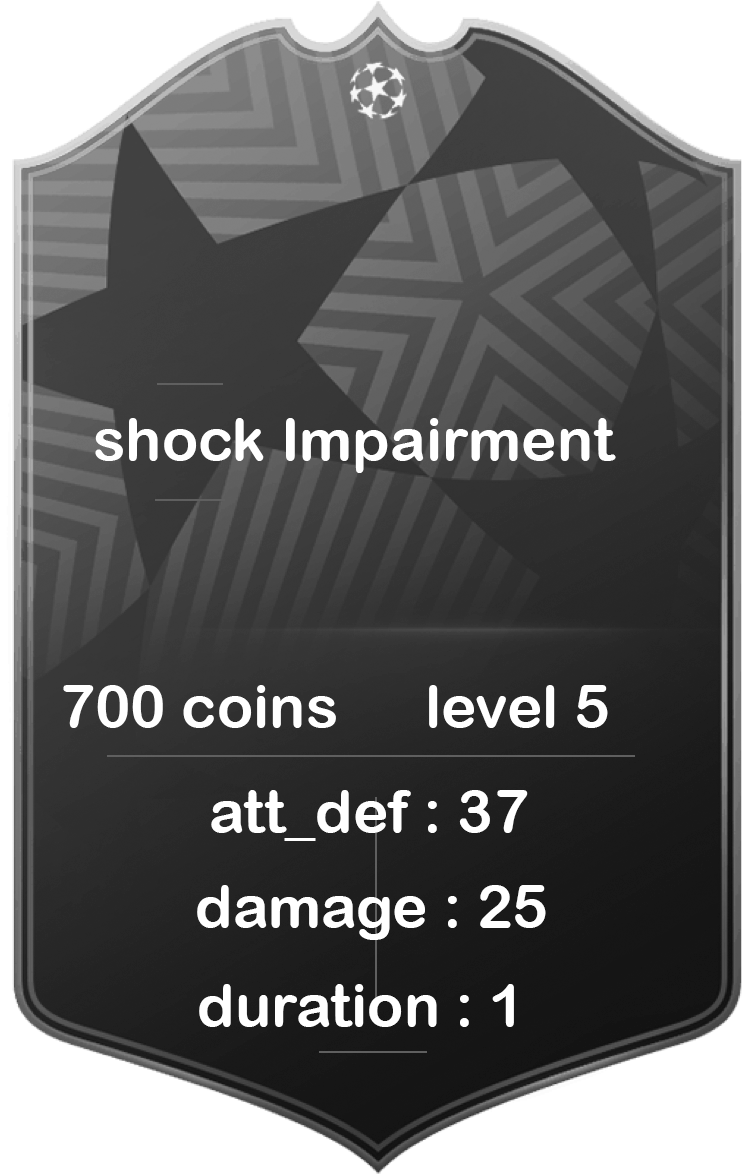 shock Impairment
700 coins level 5
att_def : 37
damage : 25
duration : 1